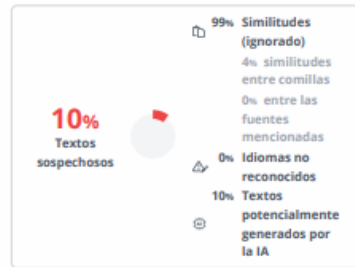 10%
Textos
sospechosos
99% Similitudes
(ignorado)
4% similitudes
entre comillas
0% entre las
fuentes
mencionadas
0% Idiomas no
reconocidos
10% Textos
potencialmente
generados por
la IA